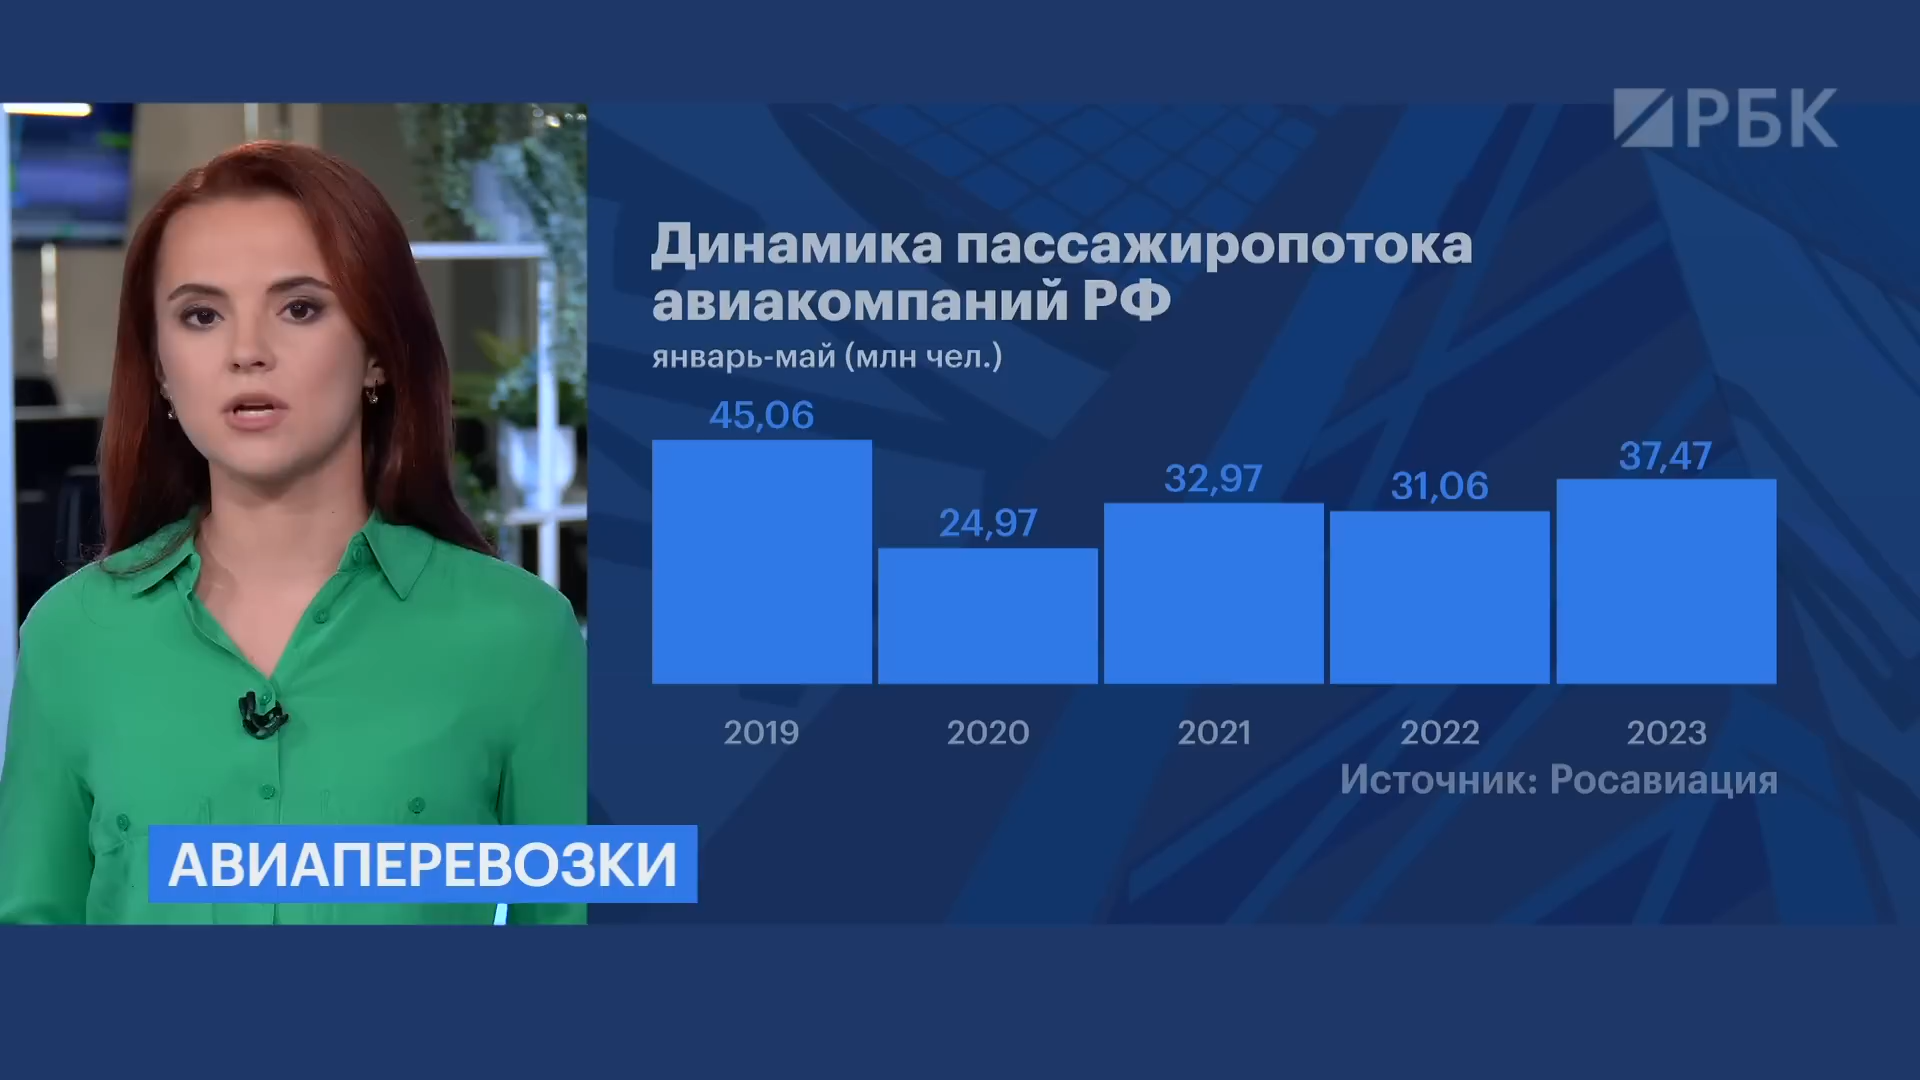 РБК
Динамика пассажиропотока
авиакомпаний РФ
январь-май (млн чел.)
45,06
24,97
32,97
31,06
37,47
2019
2020
2021
2022
2023
Источник: Росавиация
АВИАПЕРЕВОЗКИ